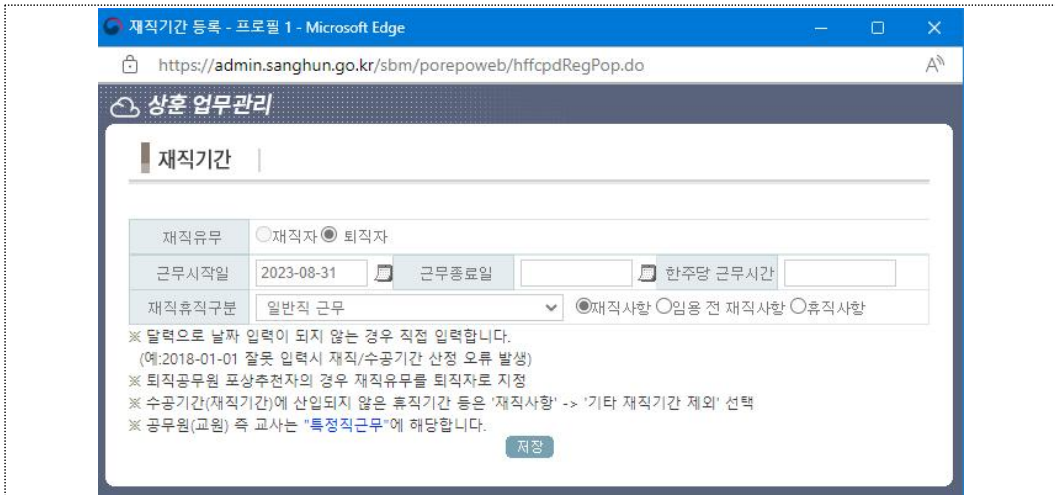 재직기간 등록 - 프로필 1 - Microsoft Edge
https://admin.sanghun.go.kr/sbm/porepoweb/hffcpdRegPop.do
상훈 업무관리
재직기간
재직유무 재직자 퇴직자
근무시작일 2023-08-31 근무종료일 한주당 근무시간
재직휴직구분 일반직 근무 재직사항 임용 전 재직사항 휴직사항
※ 달력으로 날짜 입력이 되지 않는 경우 직접 입력합니다.
(예:2018-01-01 잘못 입력시 재직/수공기간 산정 오류 발생)
※ 퇴직공무원 포상추천자의 경우 재직유무를 퇴직자로 지정
※ 수공기간(재직기간)에 산입되지 않은 휴직기간 등은 '재직사항' -> '기타 재직기간 제외' 선택
※ 공무원(교원) 즉 교사는 "특정직근무"에 해당합니다.
저장